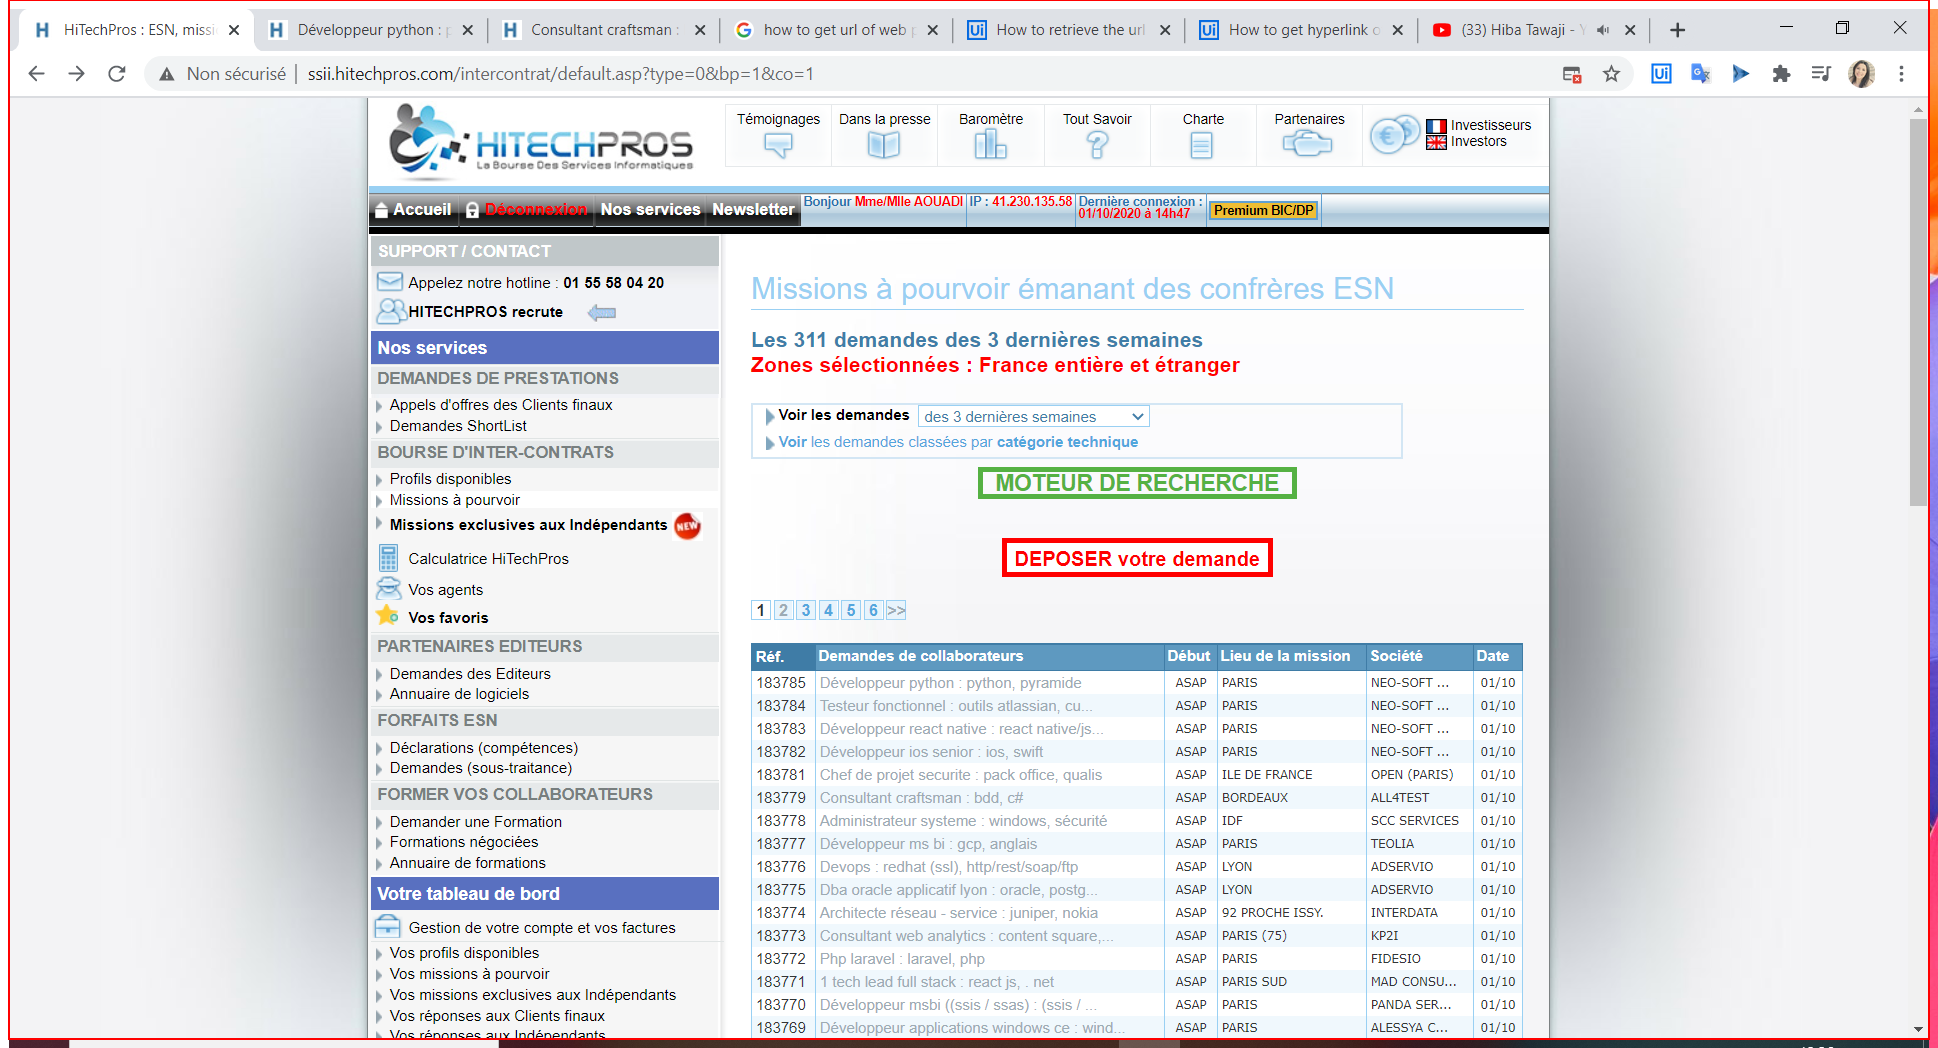 HiTechPros : ESN, missi
Développeur python : p
Consultant craftsman :
how to get url of web p
How to retrieve the url
How to get hyperlink o
(33) Hiba Tawaji - Y
Non sécurisé | ssii.hitechpros.com/intercontrat/default.asp?type=0&bp=1&co=1
HITECHPROS
La Bourse Des Services Informatiques
Témoignages
Dans la presse
Baromètre
Tout Savoir
Charte
Partenaires
Investisseurs
Investors
Accueil
Déconnexion
Nos services
Newsletter
Bonjour Mme/Mlle AOUADI
IP : 41.230.135.58
Dernière connexion :
01/10/2020 à 14h47
Premium BIC/DP
SUPPORT / CONTACT
Appelez notre hotline : 01 55 58 04 20
HITECHPROS recrute
Nos services
DEMANDES DE PRESTATIONS
Appels d'offres des Clients finaux
Demandes ShortList
BOURSE D'INTER-CONTRATS
Profils disponibles
Missions à pourvoir
Missions exclusives aux Indépendants NEW
Calculatrice HiTechPros
Vos agents
Vos favoris
PARTENAIRES EDITEURS
Demandes des Editeurs
Annuaire de logiciels
FORFAITS ESN
Déclarations (compétences)
Demandes (sous-traitance)
FORMER VOS COLLABORATEURS
Demander une Formation
Formations négociées
Annuaire de formations
Votre tableau de bord
Gestion de votre compte et vos factures
Vos profils disponibles
Vos missions à pourvoir
Vos missions exclusives aux Indépendants
Vos réponses aux Clients finaux
Vos réponses aux Indépendants
Missions à pourvoir émanant des confrères ESN
Les 311 demandes des 3 dernières semaines
Zones sélectionnées : France entière et étranger
Voir les demandes des 3 dernières semaines
Voir les demandes classées par catégorie technique
MOTEUR DE RECHERCHE
DEPOSER votre demande
1 2 3 4 5 6 >>
Réf. Demandes de collaborateurs Début Lieu de la mission Société Date
183785 Développeur python : python, pyramide ASAP PARIS NEO-SOFT ... 01/10
183784 Testeur fonctionnel : outils atlassian, cu... ASAP PARIS NEO-SOFT ... 01/10
183783 Développeur react native : react native/js... ASAP PARIS NEO-SOFT ... 01/10
183782 Développeur ios senior : ios, swift ASAP PARIS NEO-SOFT ... 01/10
183781 Chef de projet securite : pack office, qualis ASAP ILE DE FRANCE OPEN (PARIS) 01/10
183779 Consultant craftsman : bdd, c# ASAP BORDEAUX ALL4TEST 01/10
183778 Administrateur systeme : windows, sécurité ASAP IDF SCC SERVICES 01/10
183777 Développeur ms bi : gcp, anglais ASAP PARIS TEOLIA 01/10
183776 Devops : redhat (ssl), http/rest/soap/ftp ASAP LYON ADSERVIO 01/10
183775 Dba oracle applicatif lyon : oracle, postg... ASAP LYON ADSERVIO 01/10
183774 Architecte réseau - service : juniper, nokia ASAP 92 PROCHE ISSY. INTERDATA 01/10
183773 Consultant web analytics : content square,... ASAP PARIS (75) KP2I 01/10
183772 Php laravel : laravel, php ASAP PARIS FIDESIO 01/10
183771 1 tech lead full stack : react js, . net ASAP PARIS SUD MAD CONSU... 01/10
183770 Développeur msbi ((ssis / ssas) : (ssis / ... ASAP PARIS PANDA SER... 01/10
183769 Développeur applications windows ce : wind... ASAP PARIS ALESSYA C... 01/10